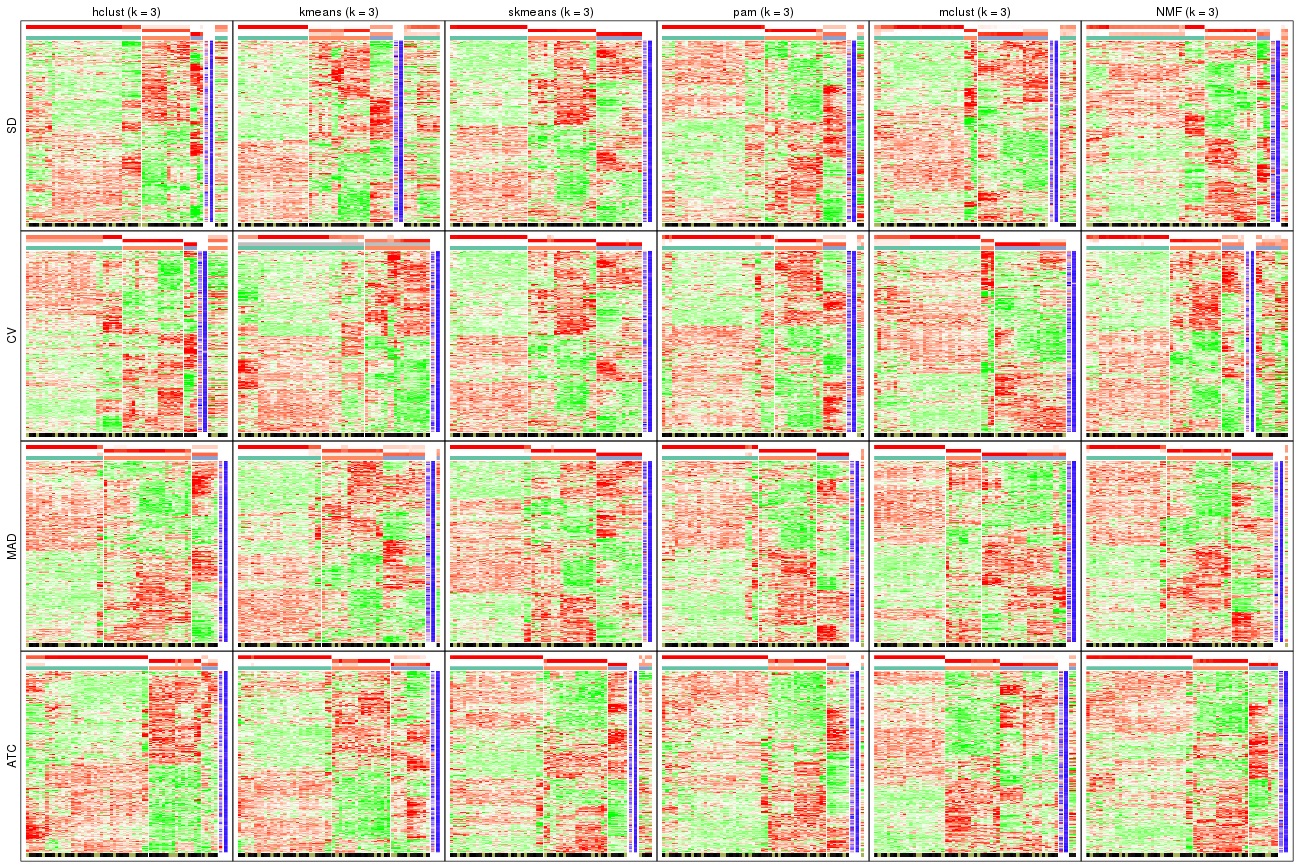 hclust (k = 3) kmeans (k = 3) skmeans (k = 3) pam (k = 3) mclust (k = 3) NMF (k = 3)
SD
CV
MAD
ATC